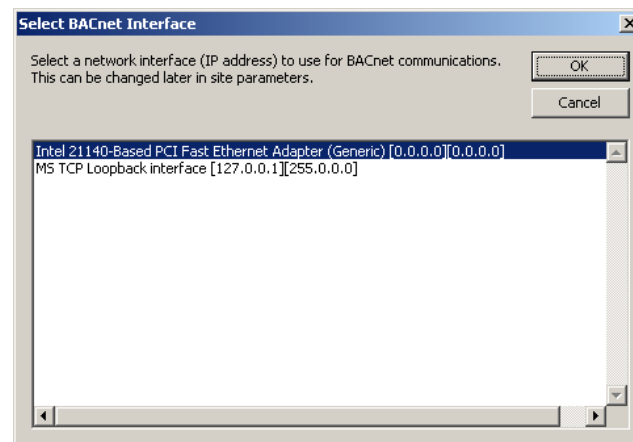 Select BACnet Interface
Select a network interface (IP address) to use for BACnet communications.
This can be changed later in site parameters.
OK
Cancel
Intel 21140-Based PCI Fast Ethernet Adapter (Generic) [0.0.0.0][0.0.0.0]
MS TCP Loopback interface [127.0.0.1][255.0.0.0]